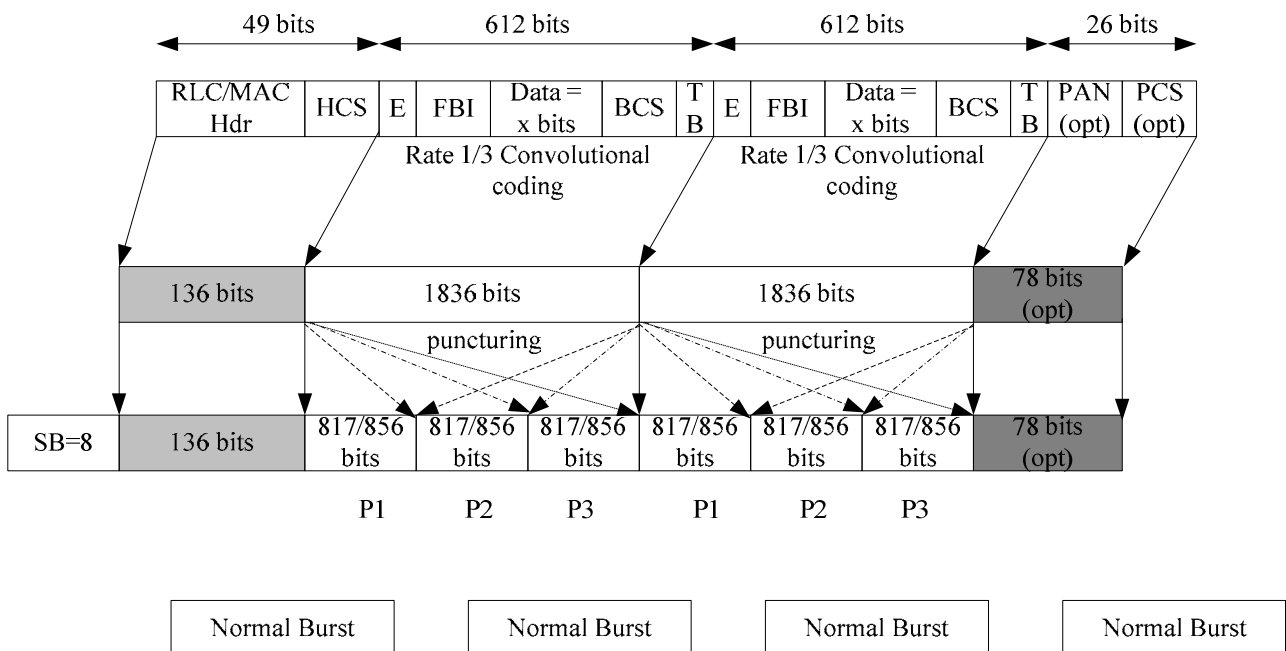 49 bits 612 bits 612 bits 26 bits
RLC/MAC Hdr HCS E FBI Data = x bits BCS T B E FBI Data = x bits BCS T B PAN (opt) PCS (opt)
Rate 1/3 Convolutional coding Rate 1/3 Convolutional coding
136 bits 1836 bits 1836 bits 78 bits (opt)
puncturing puncturing
SB=8 136 bits 817/856 bits 817/856 bits 817/856 bits 817/856 bits 817/856 bits 817/856 bits 78 bits (opt)
P1 P2 P3 P1 P2 P3
Normal Burst Normal Burst Normal Burst Normal Burst